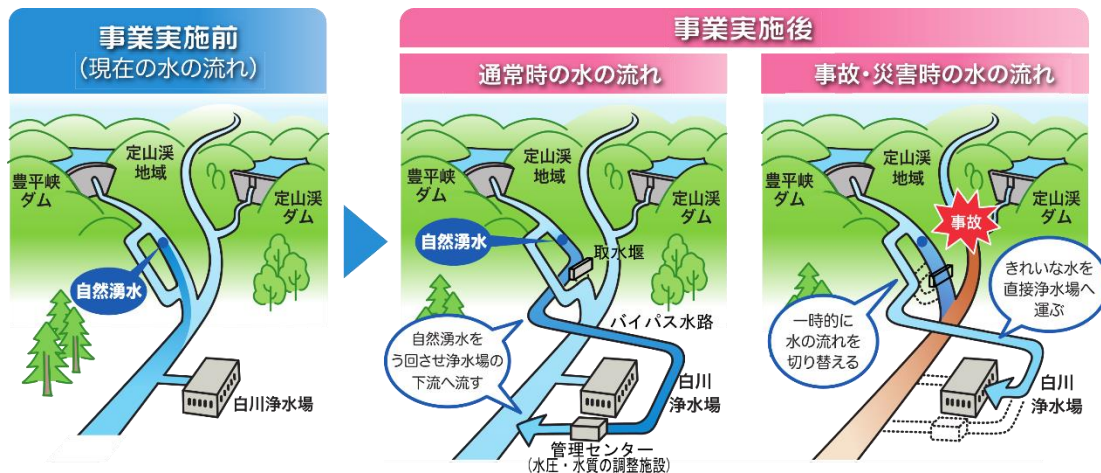 事業実施前
(現在の水の流れ)
豊平峡
ダム
定山渓
地域
定山渓
ダム
自然湧水
白川浄水場
事業実施後
通常時の水の流れ
豊平峡
ダム
定山渓
地域
定山渓
ダム
自然湧水
取水堰
バイパス水路
自然湧水を
う回させ浄水場の
下流へ流す
白川
浄水場
管理センター
(水圧・水質の調整施設)
事故・災害時の水の流れ
豊平峡
ダム
定山渓
地域
定山渓
ダム
事故
きれいな水を
直接浄水場へ
運ぶ
一時的に
水の流れを
切り替える
白川
浄水場